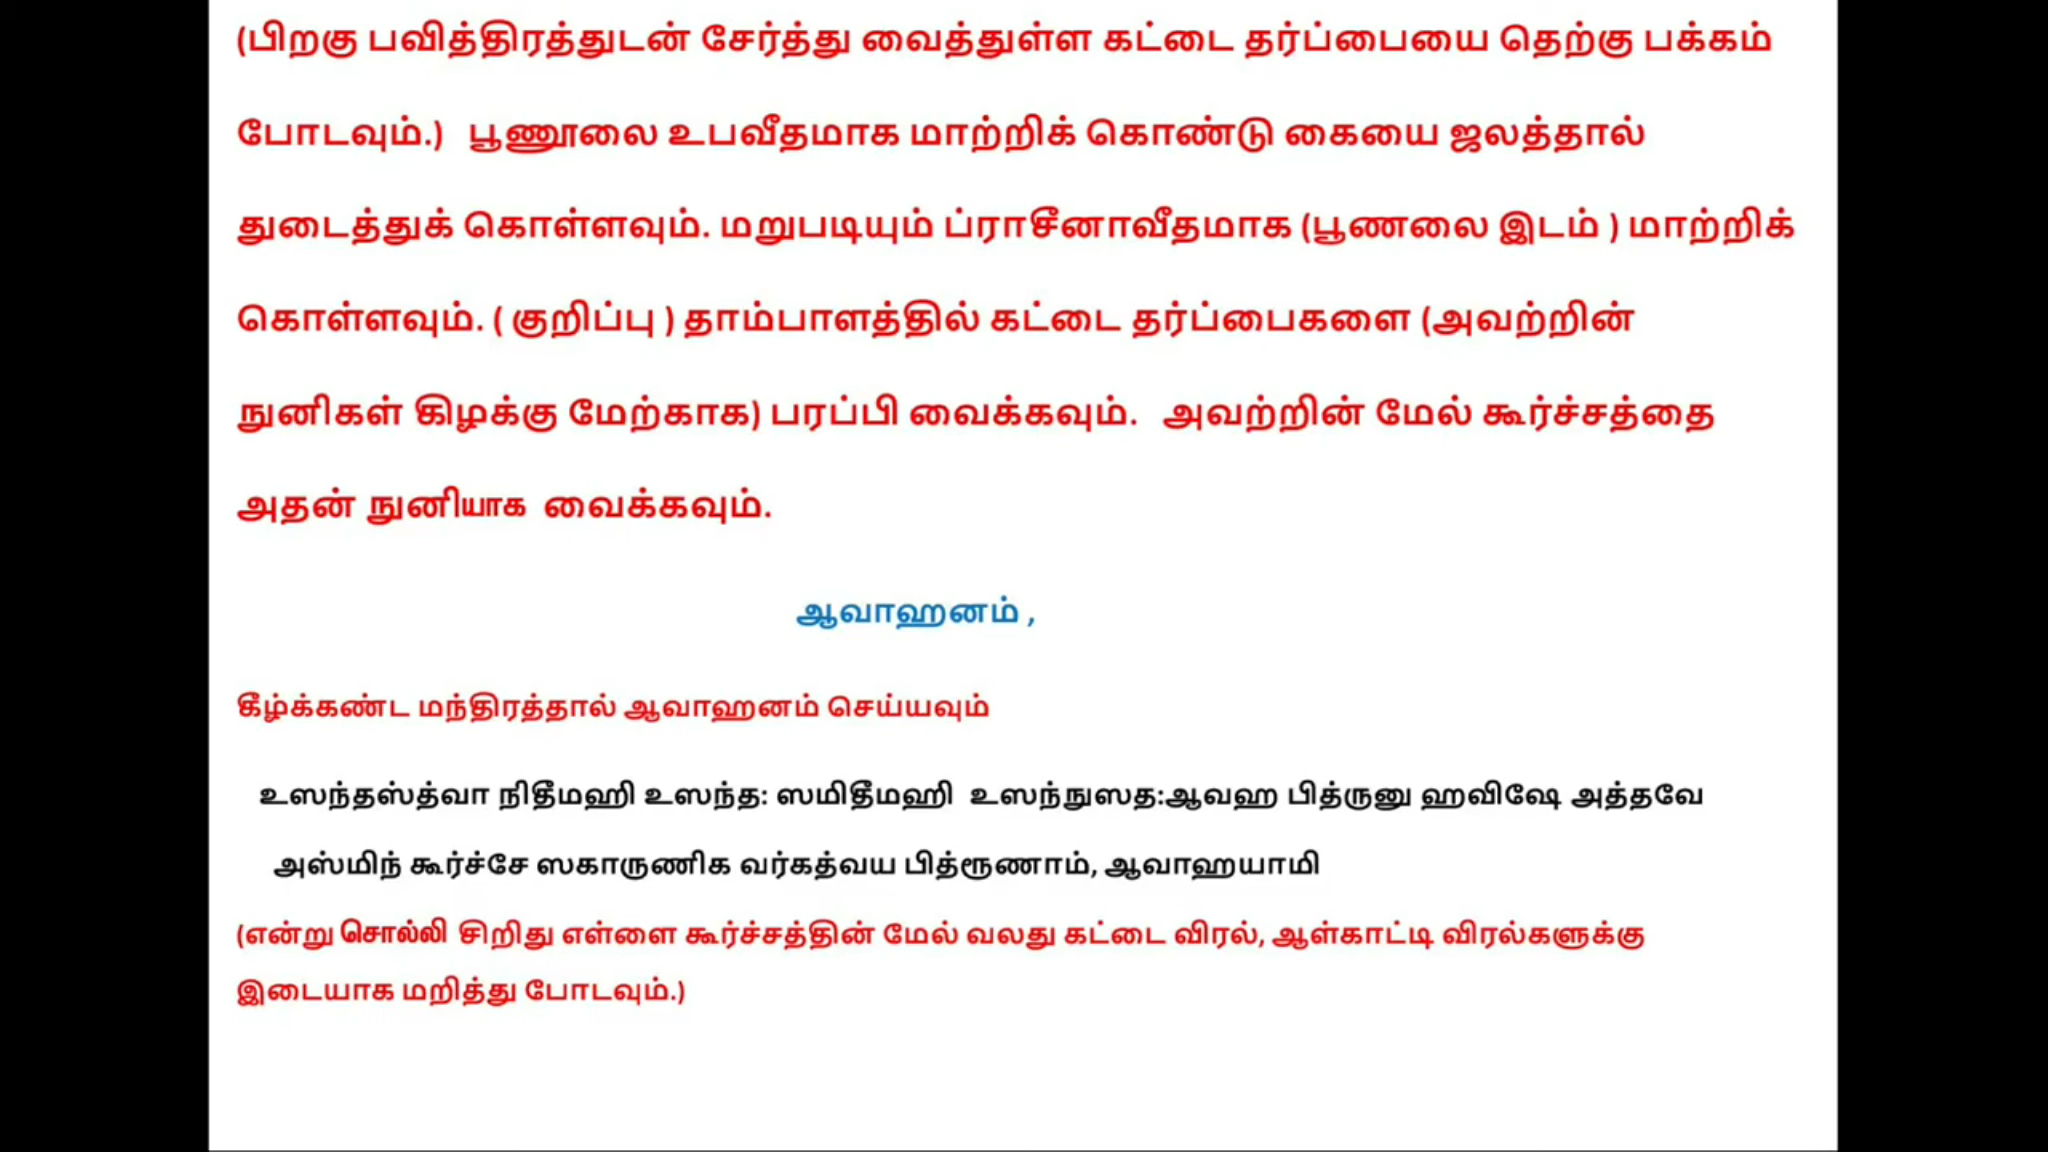 (பிறகு பவித்திரத்துடன் சேர்த்து வைத்துள்ள கட்டை தர்ப்பையை தெற்கு பக்கம்
போடவும்.) பூணூலை உபவீதமாக மாற்றிக் கொண்டு கையை ஜலத்தால்
துடைத்துக் கொள்ளவும். மறுபடியும் ப்ராசீனாவீதமாக (பூணலை இடம் ) மாற்றிக்
கொள்ளவும். ( குறிப்பு ) தாம்பாளத்தில் கட்டை தர்ப்பைகளை (அவற்றின்
நுனிகள் கிழக்கு மேற்காக) பரப்பி வைக்கவும். அவற்றின் மேல் கூர்ச்சத்தை
அதன் நுனியாக வைக்கவும்.
ஆவாஹனம் ,
கீழ்க்கண்ட மந்திரத்தால் ஆவாஹனம் செய்யவும்
உஸந்தஸ்த்வா நிதீமஹி உஸந்த: ஸமிதீமஹி உஸந்நுஸத:ஆவஹ பித்ருனு ஹவிஷே அத்தவே
அஸ்மிந் கூர்ச்சே ஸகாருணிக வர்கத்வய பித்ரூணாம், ஆவாஹயாமி
(என்று சொல்லி சிறிது எள்ளை கூர்ச்சத்தின் மேல் வலது கட்டை விரல், ஆள்காட்டி விரல்களுக்கு
இடையாக மறித்து போடவும்.)